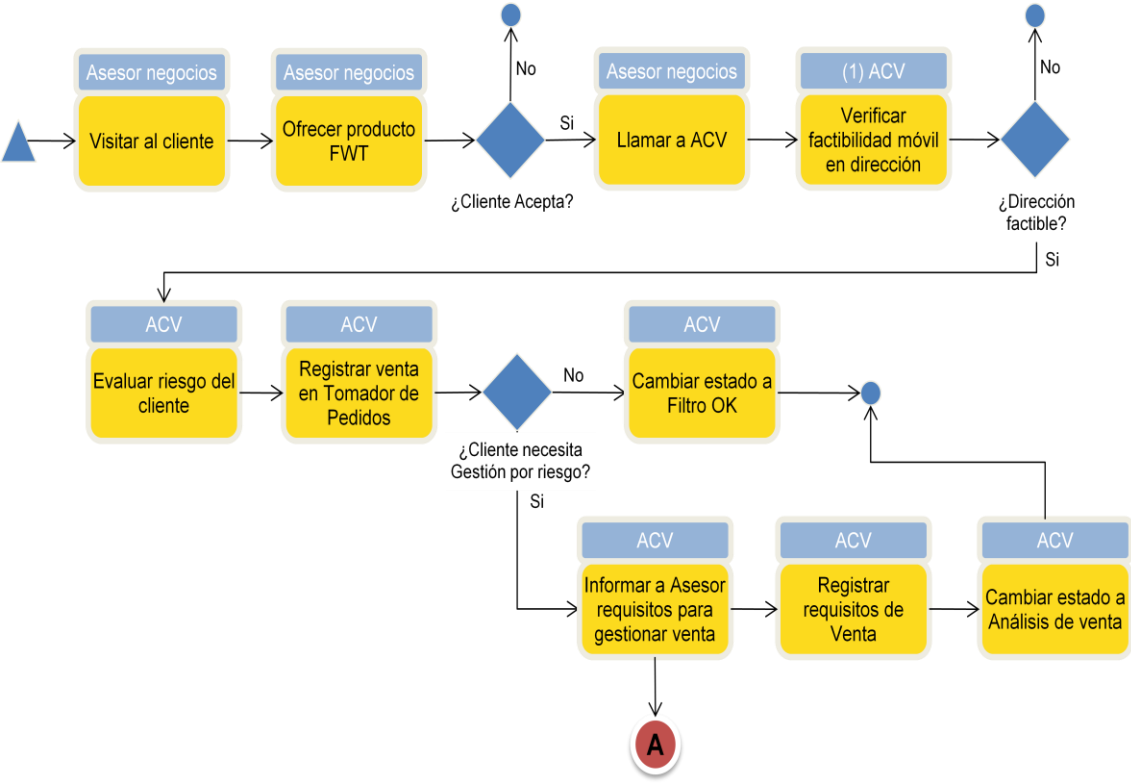 Asesor negocios
Visitar al cliente
Asesor negocios
Ofrecer producto
FWT
No
Si
¿Cliente Acepta?
Asesor negocios
Llamar a ACV
(1) ACV
Verificar
factibilidad móvil
en dirección
No
¿Dirección
factible?
Si
ACV
Evaluar riesgo del
cliente
ACV
Registrar venta
en Tomador de
Pedidos
No
¿Cliente necesita
Gestión por riesgo?
Si
ACV
Cambiar estado a
Filtro OK
ACV
Informar a Asesor
requisitos para
gestionar venta
ACV
Registrar
requisitos de
Venta
ACV
Cambiar estado a
Análisis de venta
A